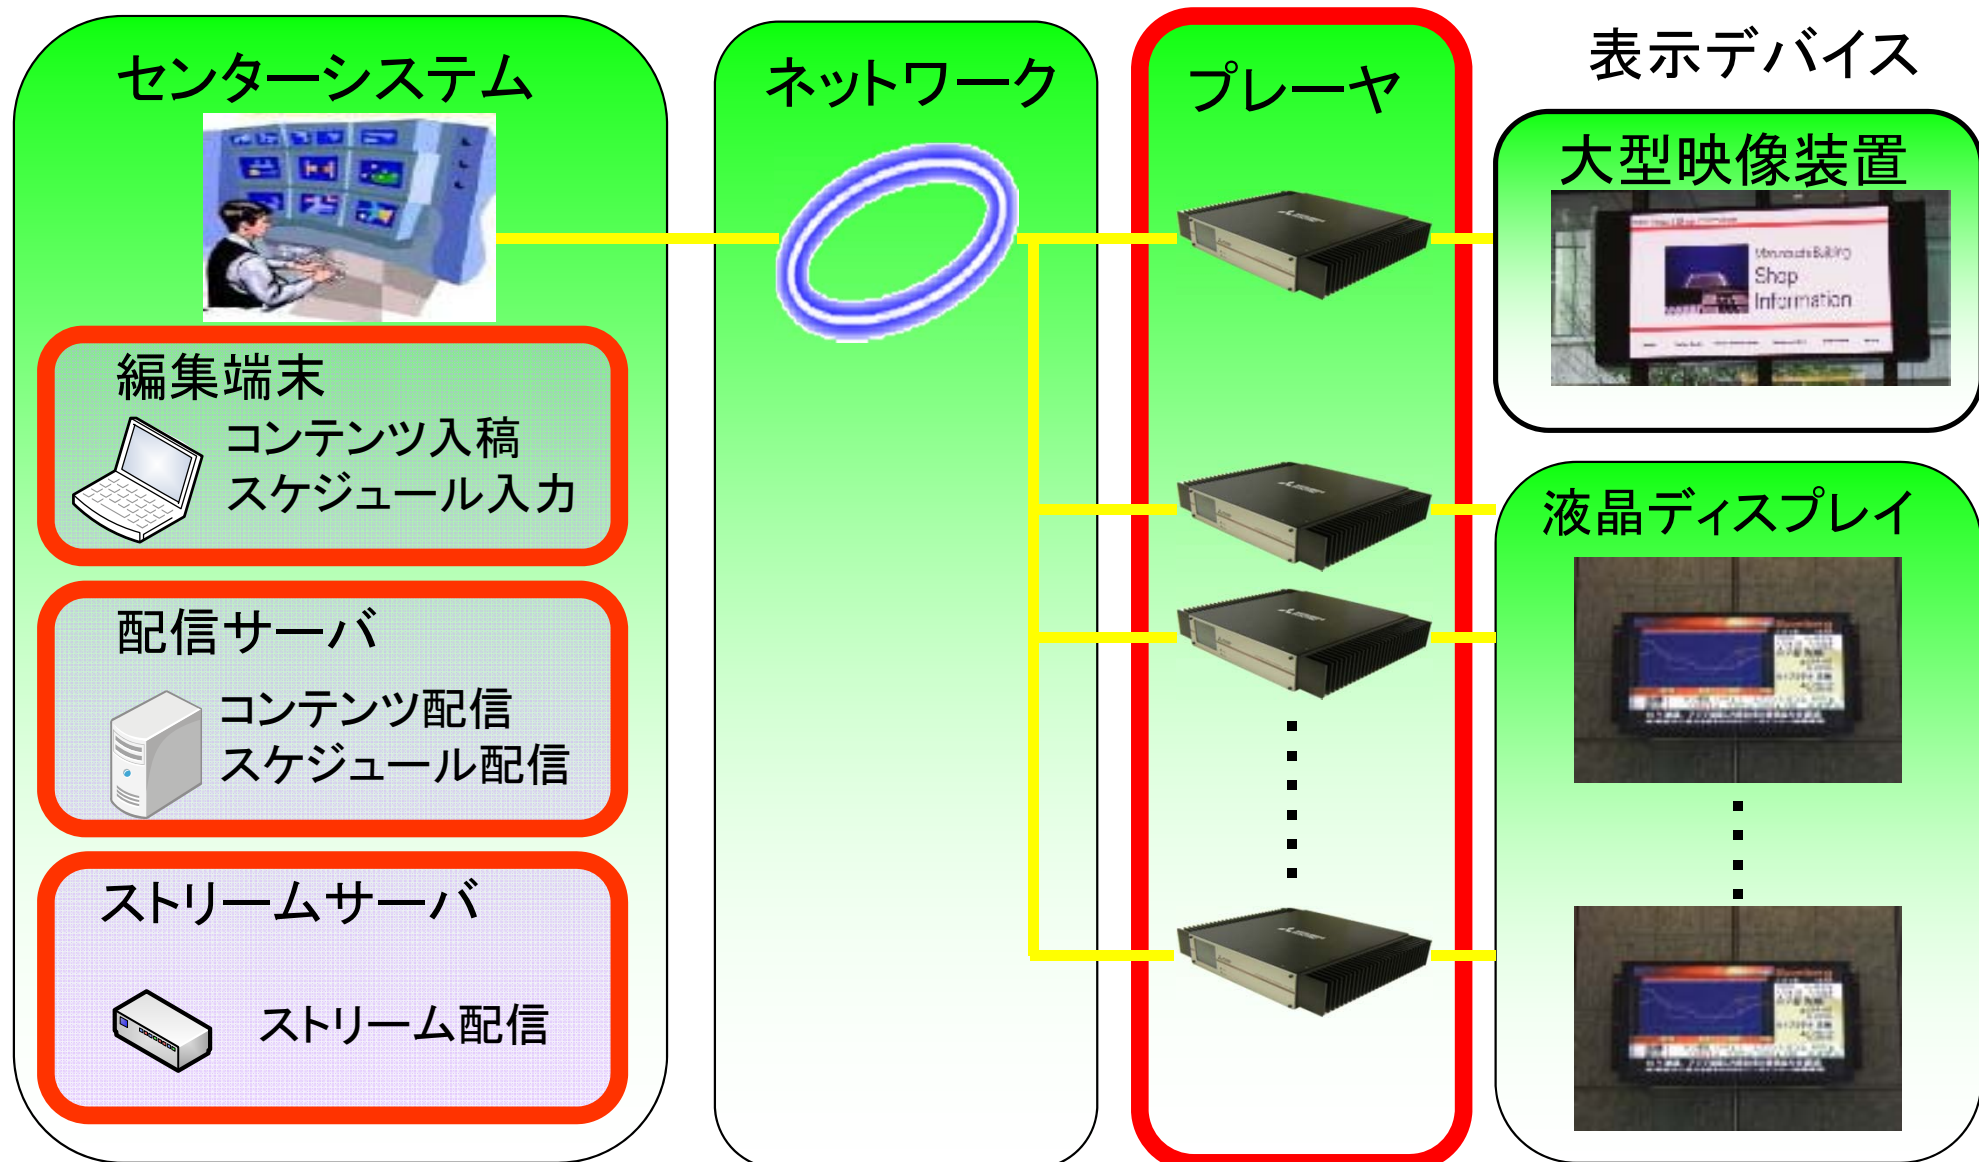 センターシステム
編集端末
コンテンツ入稿
スケジュール入力
配信サーバ
コンテンツ配信
スケジュール配信
ストリームサーバ
ストリーム配信
ネットワーク
プレーヤ
表示デバイス
大型映像装置
Marunouchi Building
Shop
Information
液晶ディスプレイ